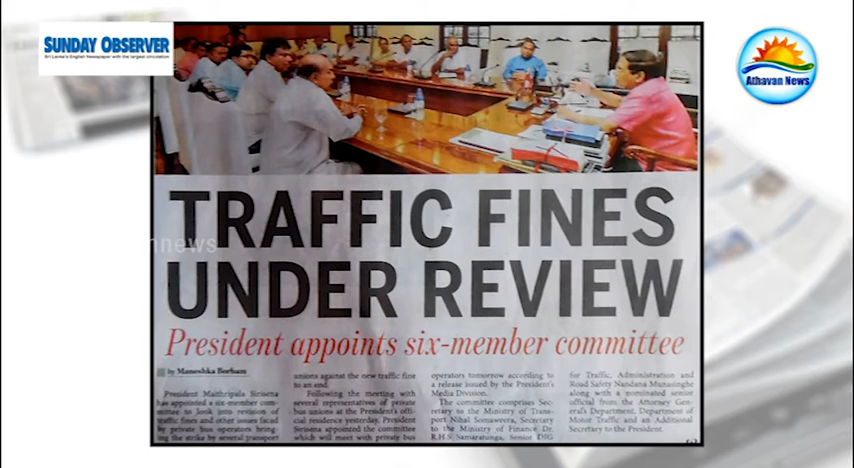 SUNDAY OBSERVER
Sri Lanka's English Newspaper with the largest circulation
Athavan News
TRAFFIC FINES
UNDER REVIEW
President appoints six-member committee
by Maneshka Borham
President Maithripala Sirisena
has appointed a six-member com-
mittee to look into revision of
traffic fines and other issues faced
by private bus operators bring-
ing the strike by several transport
unions against the new traffic fine
to an end.
Following the meeting with
several representatives of private
bus unions at the President's of-
ficial residence yesterday, President
Sirisena appointed the committee
which will meet with private bus
operators tomorrow according to
a release issued by the President's
Media Division.
The committee comprises Sec-
retary to the Ministry of Trans-
port Nihal Somaweera, Secretary
to the Ministry of Finance Dr.
R.H.S Samaratunga, Senior DIG
for Traffic, Administration and
Road Safety Nandana Munasinghe
along with a nominated senior
official from the Attorney Gen-
eral's Department, Department of
Motor Traffic and an Additional
Secretary to the President.